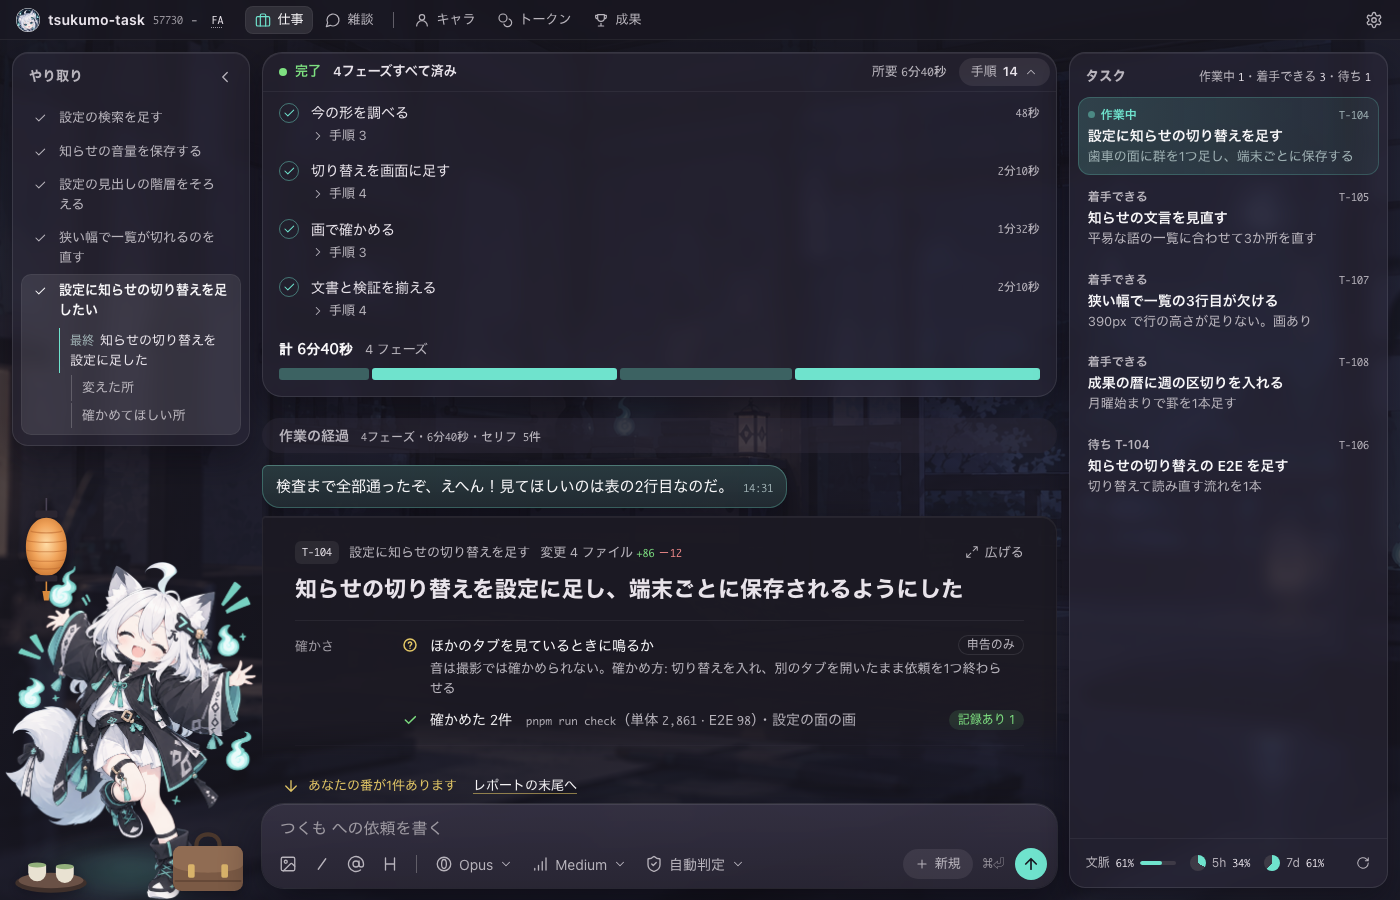 tsukumo-task 57730 – FA 仕事 雑談 キャラ トークン 成果
やり取り
設定の検索を足す
知らせの音量を保存する
設定の見出しの階層をそろ
える
狭い幅で一覧が切れるのを
直す
設定に知らせの切り替えを足
したい
最終 知らせの切り替えを
設定に足した
変えた所
確かめてほしい所
完了 4フェーズすべて済み 所要 6分40秒 手順 14
今の形を調べる 48秒
手順 3
切り替えを画面に足す 2分10秒
手順 4
画で確かめる 1分32秒
手順 3
文書と検証を揃える 2分10秒
手順 4
計 6分40秒 4 フェーズ
作業の経過 4フェーズ・6分40秒・セリフ 5件
検査まで全部通ったぞ、えへん！見てほしいのは表の2行目なのだ。 14:31
T-104 設定に知らせの切り替えを足す 変更 4 ファイル +86 −12 広げる
知らせの切り替えを設定に足し、端末ごとに保存されるようにした
確かさ ほかのタブを見ているときに鳴るか 申告のみ
音は撮影では確かめられない。確かめ方: 切り替えを入れ、別のタブを開いたまま依頼を1つ終わら
せる
確かめた 2件 pnpm run check（単体 2,861 · E2E 98）・設定の面の画 記録あり 1
あなたの番が1件あります レポートの末尾へ
つくも への依頼を書く
/ @ H Opus Medium 自動判定 + 新規 ⌘⏎
タスク 作業中 1・着手できる 3・待ち 1
作業中 T-104
設定に知らせの切り替えを足す
歯車の面に群を1つ足し、端末ごとに保存する
着手できる T-105
知らせの文言を見直す
平易な語の一覧に合わせて3か所を直す
着手できる T-107
狭い幅で一覧の3行目が欠ける
390px で行の高さが足りない。画あり
着手できる T-108
成果の暦に週の区切りを入れる
月曜始まりで罫を1本足す
待ち T-104 T-106
知らせの切り替えの E2E を足す
切り替えて読み直す流れを1本
文脈 61% 5h 34% 7d 61%